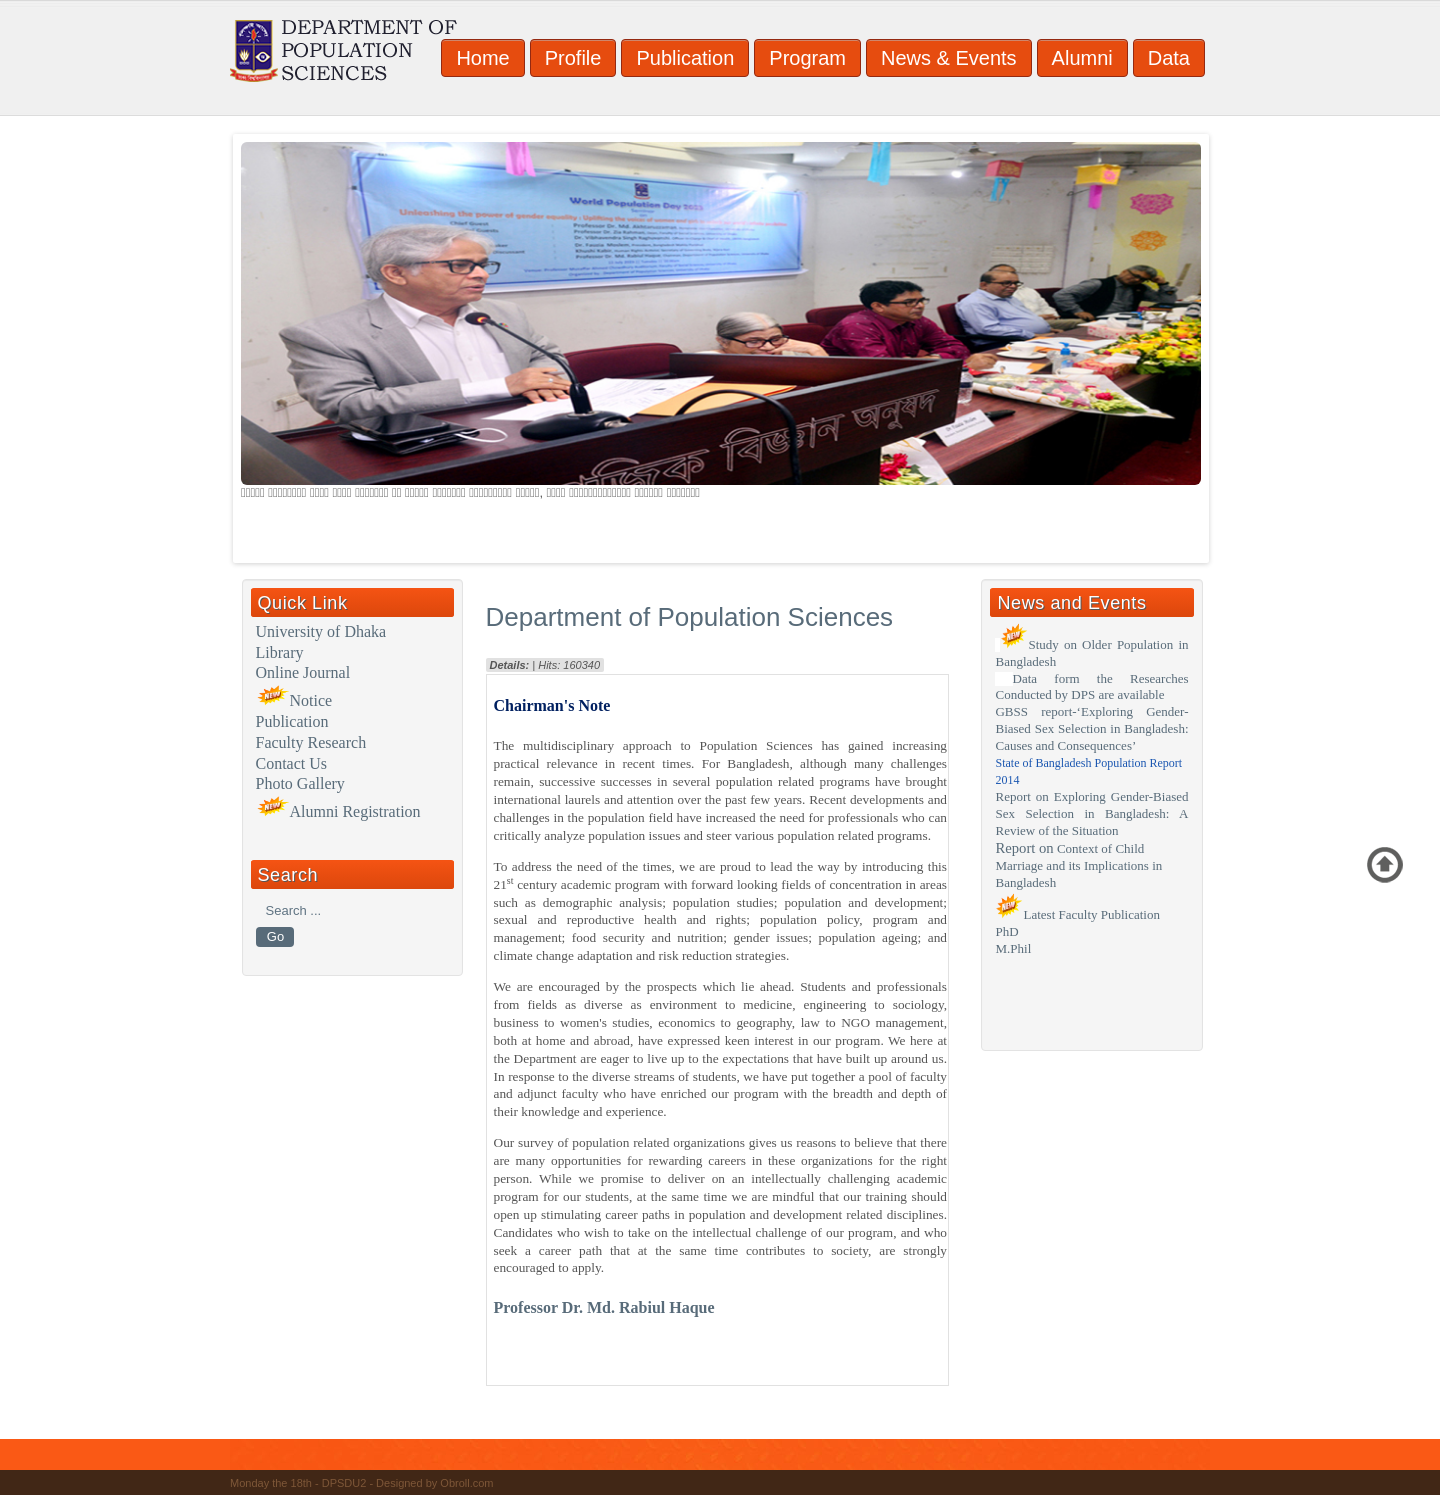 DEPARTMENT OF
POPULATION
SCIENCES
Home
Profile
Publication
Program
News & Events
Alumni
Data
World Population Day 2023
Unleashing the power of gender equality :
বিজ্ঞান অনুষদ
Quick Link
University of Dhaka
Library
Online Journal
NEW Notice
Publication
Faculty Research
Contact Us
Photo Gallery
NEW Alumni Registration
Search
Search ...
Go
Department of Population Sciences
Details: | Hits: 160340
Chairman's Note
The multidisciplinary approach to Population Sciences has gained increasing
practical relevance in recent times. For Bangladesh, although many challenges
remain, successive successes in several population related programs have brought
international laurels and attention over the past few years. Recent developments and
challenges in the population field have increased the need for professionals who can
critically analyze population issues and steer various population related programs.
To address the need of the times, we are proud to lead the way by introducing this
21st century academic program with forward looking fields of concentration in areas
such as demographic analysis; population studies; population and development;
sexual and reproductive health and rights; population policy, program and
management; food security and nutrition; gender issues; population ageing; and
climate change adaptation and risk reduction strategies.
We are encouraged by the prospects which lie ahead. Students and professionals
from fields as diverse as environment to medicine, engineering to sociology,
business to women's studies, economics to geography, law to NGO management,
both at home and abroad, have expressed keen interest in our program. We here at
the Department are eager to live up to the expectations that have built up around us.
In response to the diverse streams of students, we have put together a pool of faculty
and adjunct faculty who have enriched our program with the breadth and depth of
their knowledge and experience.
Our survey of population related organizations gives us reasons to believe that there
are many opportunities for rewarding careers in these organizations for the right
person. While we promise to deliver on an intellectually challenging academic
program for our students, at the same time we are mindful that our training should
open up stimulating career paths in population and development related disciplines.
Candidates who wish to take on the intellectual challenge of our program, and who
seek a career path that at the same time contributes to society, are strongly
encouraged to apply.
Professor Dr. Md. Rabiul Haque
News and Events
NEW Study on Older Population in
Bangladesh
Data form the Researches
Conducted by DPS are available
GBSS report-‘Exploring Gender-
Biased Sex Selection in Bangladesh:
Causes and Consequences’
State of Bangladesh Population Report
2014
Report on Exploring Gender-Biased
Sex Selection in Bangladesh: A
Review of the Situation
Report on Context of Child
Marriage and its Implications in
Bangladesh
NEW Latest Faculty Publication
PhD
M.Phil
Monday the 18th - DPSDU2 - Designed by Obroll.com